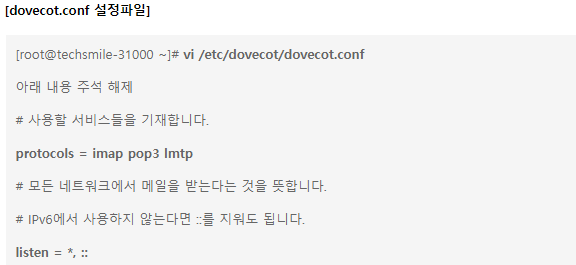 [dovecot.conf 설정파일]
[root@techsmile-31000 ~]# vi /etc/dovecot/dovecot.conf
아래 내용 주석 해제
# 사용할 서비스들을 기재합니다.
protocols = imap pop3 lmtp
# 모든 네트워크에서 메일을 받는다는 것을 뜻합니다.
# IPv6에서 사용하지 않는다면 ::를 지워도 됩니다.
listen = *, ::